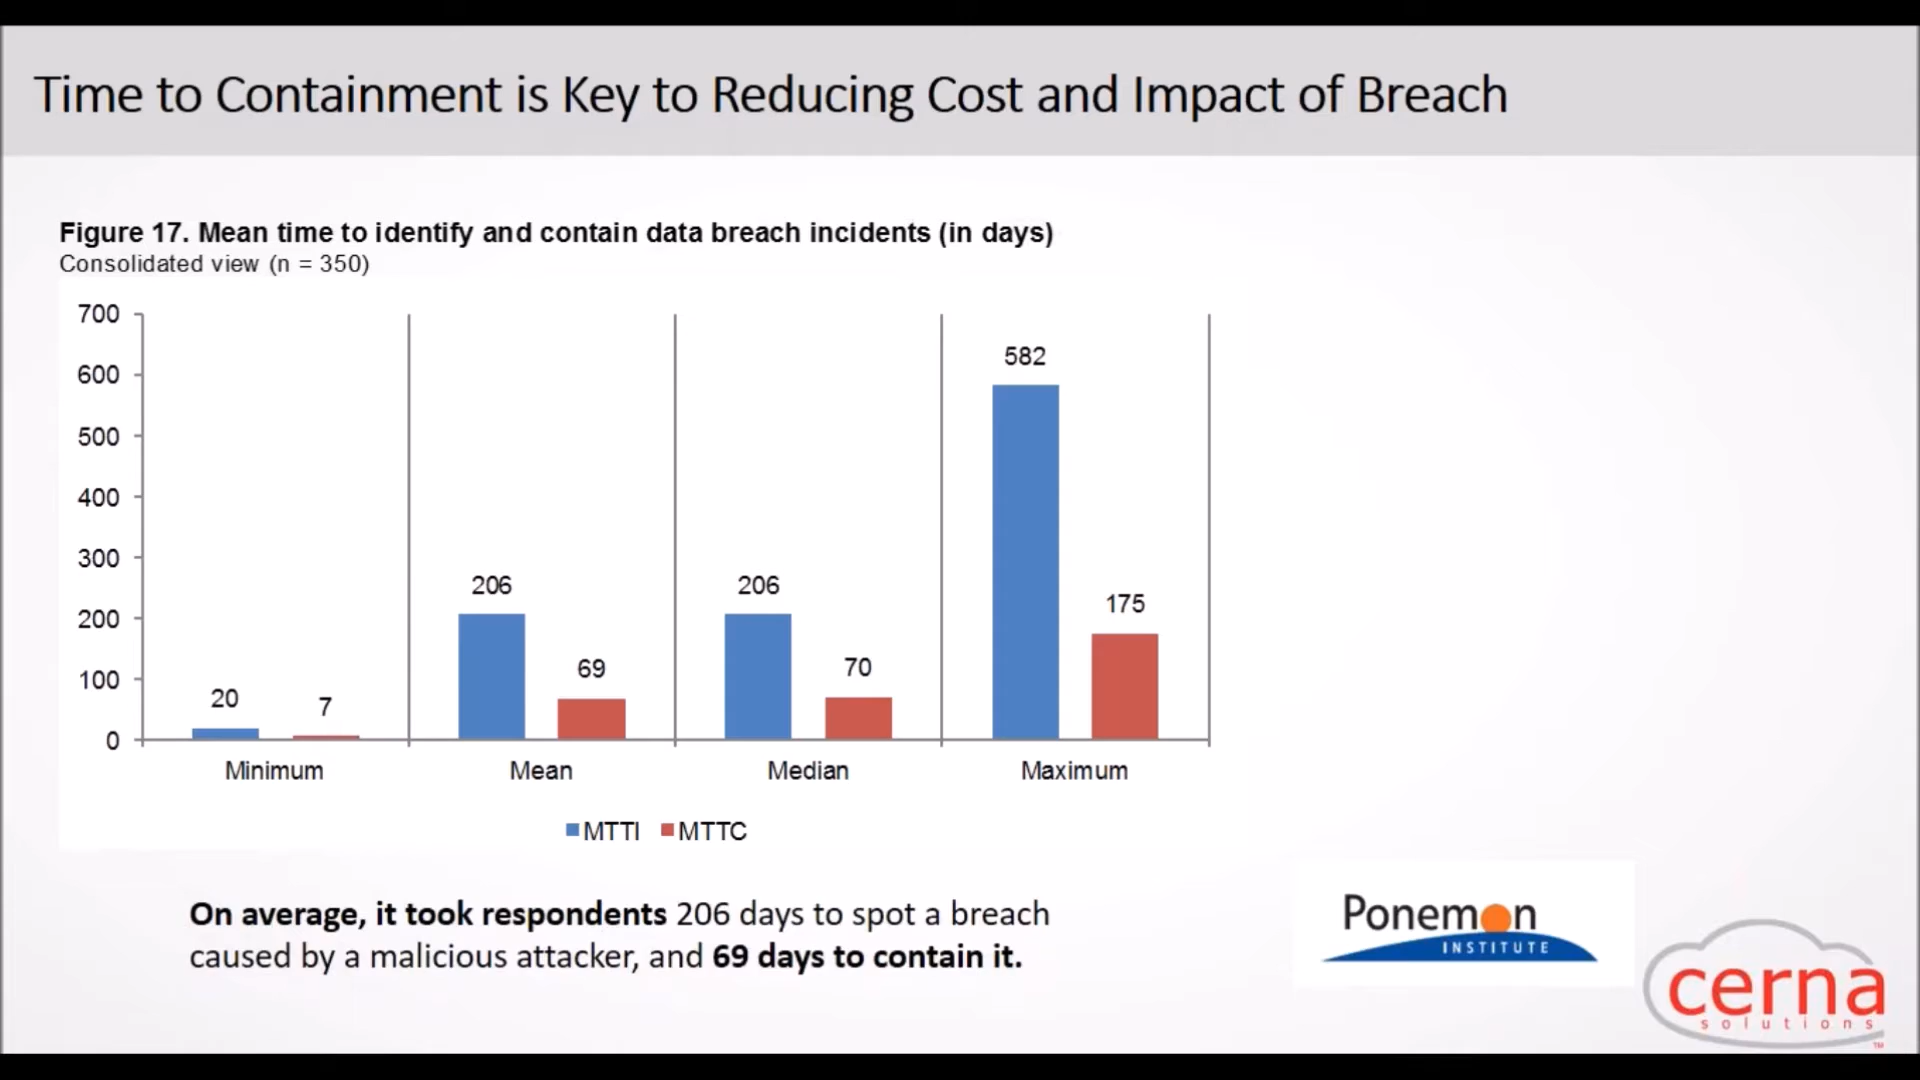 Time to Containment is Key to Reducing Cost and Impact of Breach
Figure 17. Mean time to identify and contain data breach incidents (in days)
Consolidated view (n = 350)
700
600
500
400
300
200
100
0
20
7
206
69
206
70
582
175
Minimum
Mean
Median
Maximum
MTTI
MTTC
On average, it took respondents 206 days to spot a breach
caused by a malicious attacker, and 69 days to contain it.
Ponemon
INSTITUTE
cerna
solutions
TM